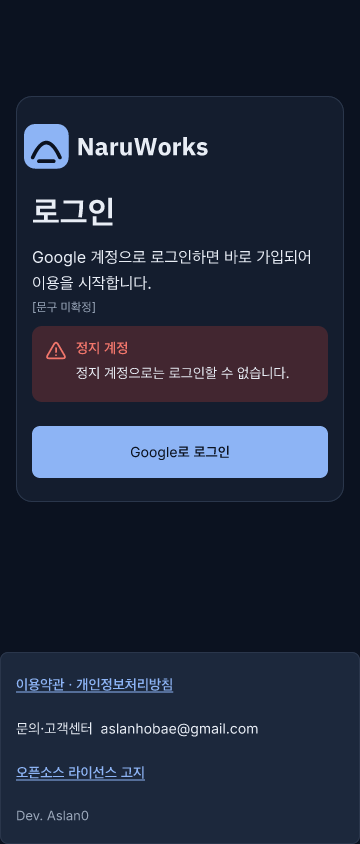 NaruWorks
로그인
Google 계정으로 로그인하면 바로 가입되어
이용을 시작합니다.
[문구 미확정]
정지 계정
정지 계정으로는 로그인할 수 없습니다.
Google로 로그인
이용약관 · 개인정보처리방침
문의·고객센터 aslanhobae@gmail.com
오픈소스 라이선스 고지
Dev. Aslan0